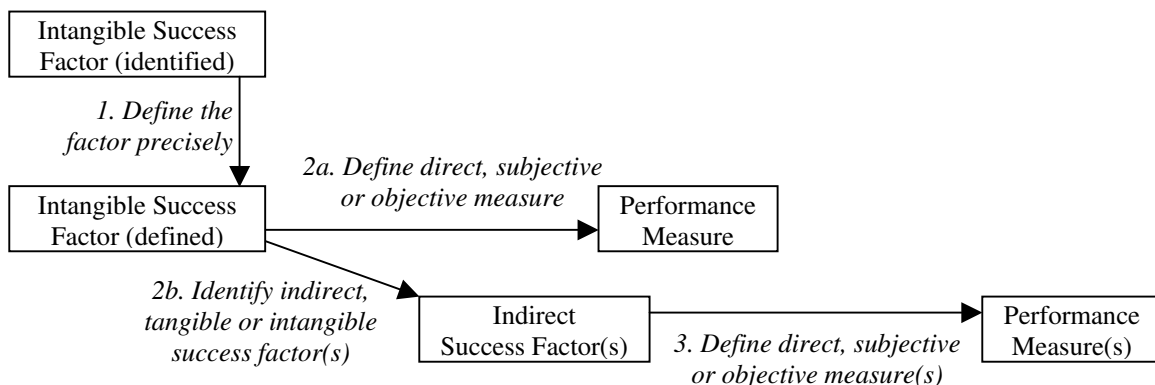 Intangible Success
Factor (identified)
1. Define the
factor precisely
2a. Define direct, subjective
or objective measure
Intangible Success
Factor (defined)
Performance
Measure
2b. Identify indirect,
tangible or intangible
success factor(s)
Indirect
Success Factor(s)
3. Define direct, subjective
or objective measure(s)
Performance
Measure(s)